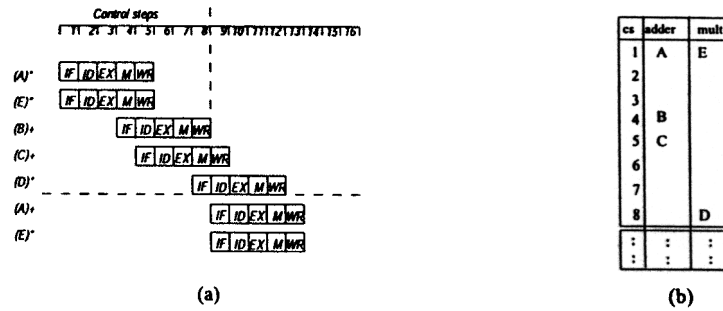 Control steps
1 2 3 4 5 6 7 8 9 10 11 12 13 14 15 16
(A)* IF ID EX M WR
(E)* IF ID EX M WR
(B)+ IF ID EX M WR
(C)+ IF ID EX M WR
(D)* IF ID EX M WR
(A)+ IF ID EX M WR
(E)* IF ID EX M WR
(a)
cs adder mult
1 A E
2
3
4 B
5 C
6
7
8 D
: : :
: : :
(b)